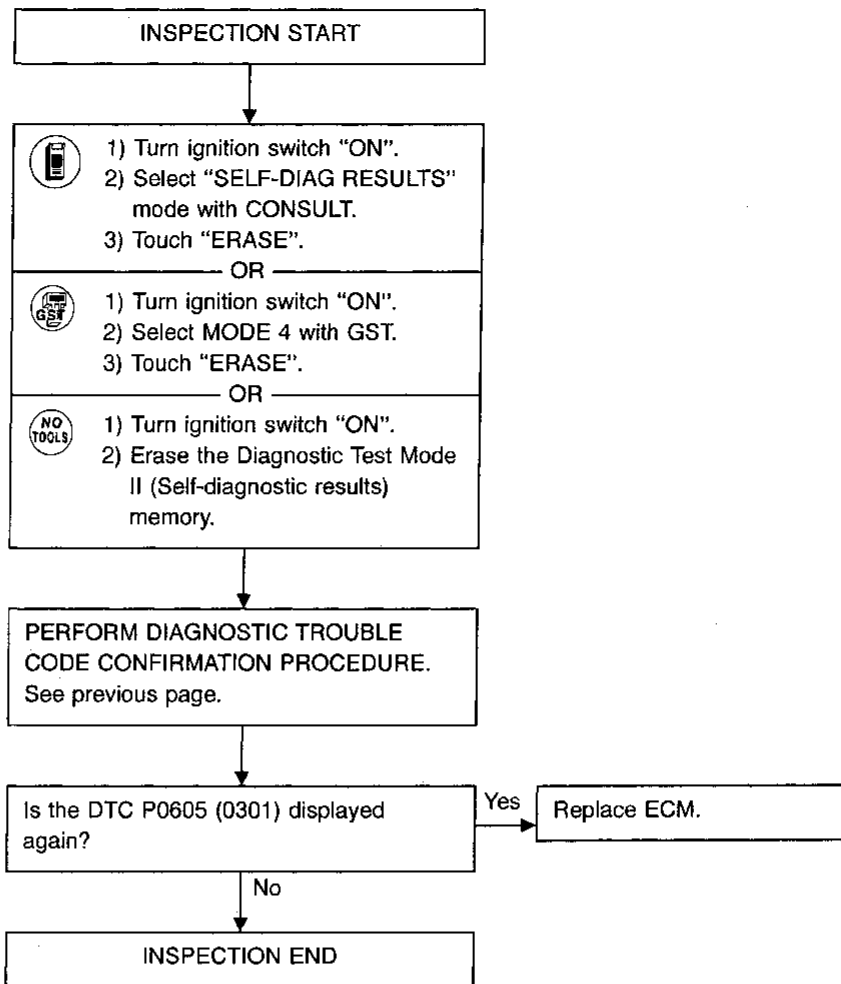 INSPECTION START
1) Turn ignition switch “ON”.
2) Select “SELF-DIAG RESULTS”
mode with CONSULT.
3) Touch “ERASE”.
OR
GST
1) Turn ignition switch “ON”.
2) Select MODE 4 with GST.
3) Touch “ERASE”.
OR
NO
TOOLS
1) Turn ignition switch “ON”.
2) Erase the Diagnostic Test Mode
II (Self-diagnostic results)
memory.
PERFORM DIAGNOSTIC TROUBLE
CODE CONFIRMATION PROCEDURE.
See previous page.
Is the DTC P0605 (0301) displayed
again?
Yes
Replace ECM.
No
INSPECTION END